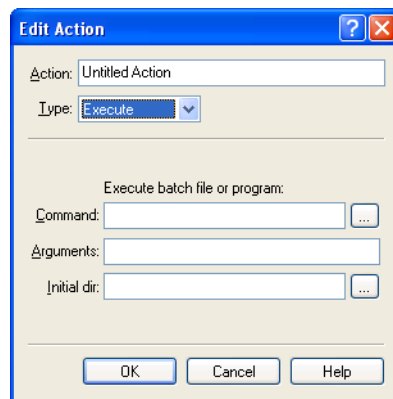 Edit Action
Action: Untitled Action
Type: Execute
Execute batch file or program:
Command: ...
Arguments:
Initial dir: ...
OK Cancel Help